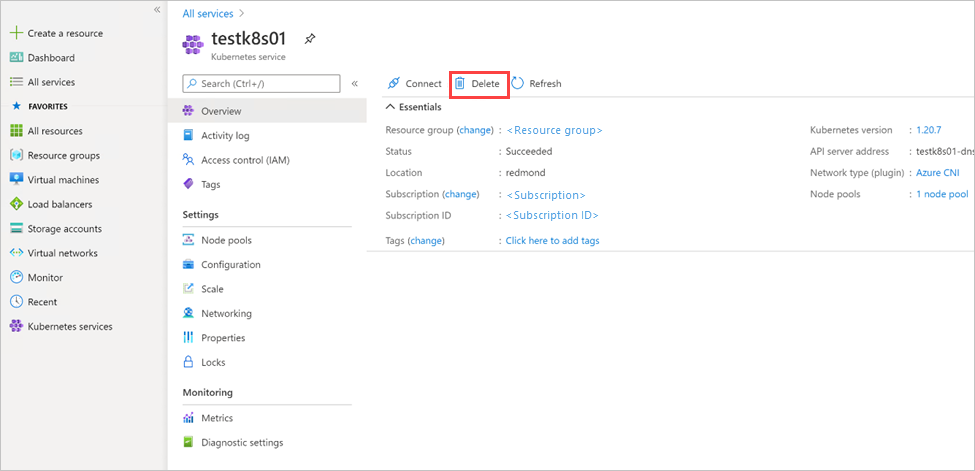 «
Create a resource
Dashboard
All services
FAVORITES
All resources
Resource groups
Virtual machines
Load balancers
Storage accounts
Virtual networks
Monitor
Recent
Kubernetes services
All services >
testk8s01
Kubernetes service
Search (Ctrl+/)
«
Overview
Activity log
Access control (IAM)
Tags
Settings
Node pools
Configuration
Scale
Networking
Properties
Locks
Monitoring
Metrics
Diagnostic settings
Connect Delete Refresh
Essentials
Resource group (change) : <Resource group>
Status : Succeeded
Location : redmond
Subscription (change) : <Subscription>
Subscription ID : <Subscription ID>
Tags (change) : Click here to add tags
Kubernetes version : 1.20.7
API server address : testk8s01-dns
Network type (plugin) : Azure CNI
Node pools : 1 node pool